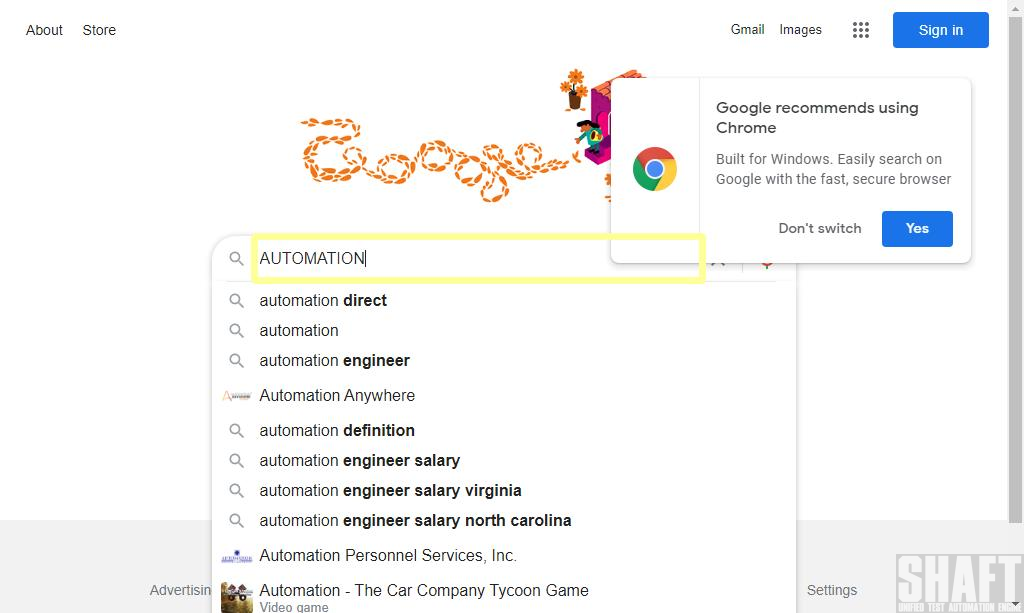 About Store
Gmail Images Sign in
Google
Google recommends using
Chrome
Built for Windows. Easily search on
Google with the fast, secure browser
Don't switch Yes
AUTOMATION
automation direct
automation
automation engineer
Automation Anywhere
automation definition
automation engineer salary
automation engineer salary virginia
automation engineer salary north carolina
Automation Personnel Services, Inc.
Automation - The Car Company Tycoon Game
Video game
Advertisin
Settings
SHAFT
UNIFIED TEST AUTOMATION ENGI